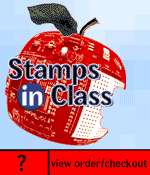 Stamps
in Class
? view order/checkout